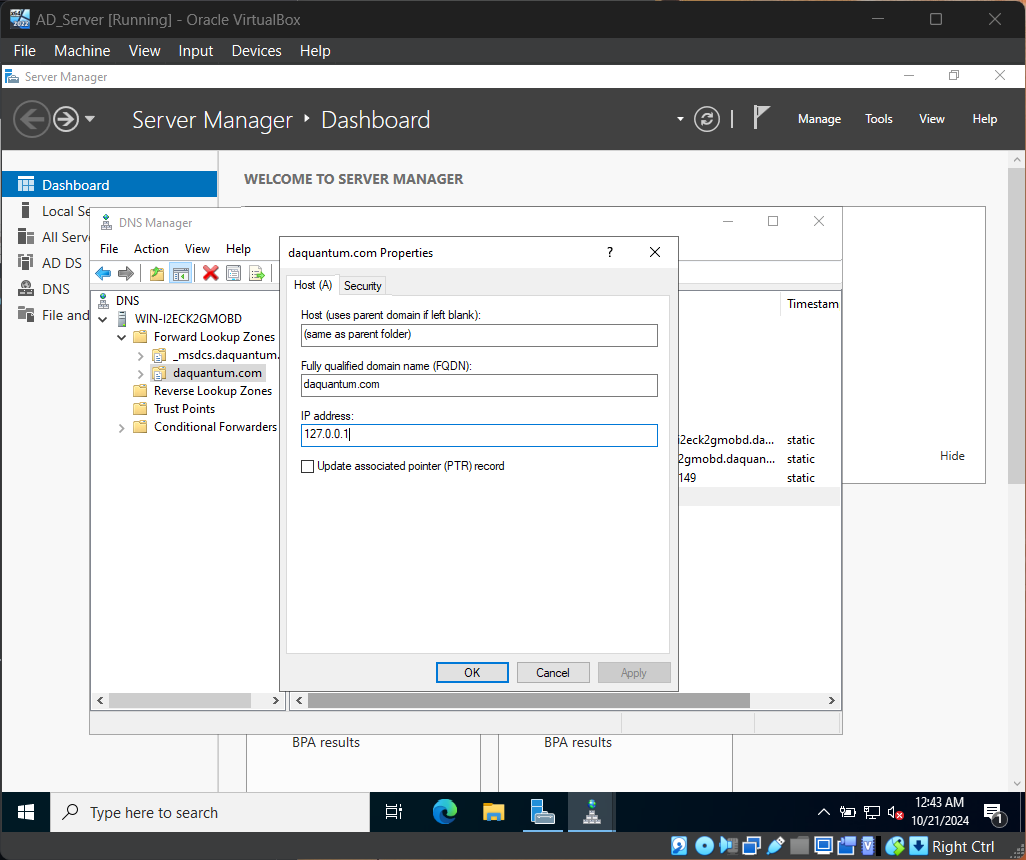 AD_Server [Running] - Oracle VirtualBox
File Machine View Input Devices Help
Server Manager
Server Manager ‣ Dashboard
Manage Tools View Help
Dashboard
Local Se
All Serv
AD DS
DNS
File and
WELCOME TO SERVER MANAGER
Hide
DNS Manager
File Action View Help
DNS
WIN-I2ECK2GMOBD
Forward Lookup Zones
_msdcs.daquantum.
daquantum.com
Reverse Lookup Zones
Trust Points
Conditional Forwarders
Timestam
i2eck2gmobd.da... static
2gmobd.daquan... static
149 static
daquantum.com Properties
?
Host (A) Security
Host (uses parent domain if left blank):
(same as parent folder)
Fully qualified domain name (FQDN):
daquantum.com
IP address:
127.0.0.1
Update associated pointer (PTR) record
OK Cancel Apply
BPA results BPA results
Type here to search
12:43 AM
10/21/2024
1
Right Ctrl